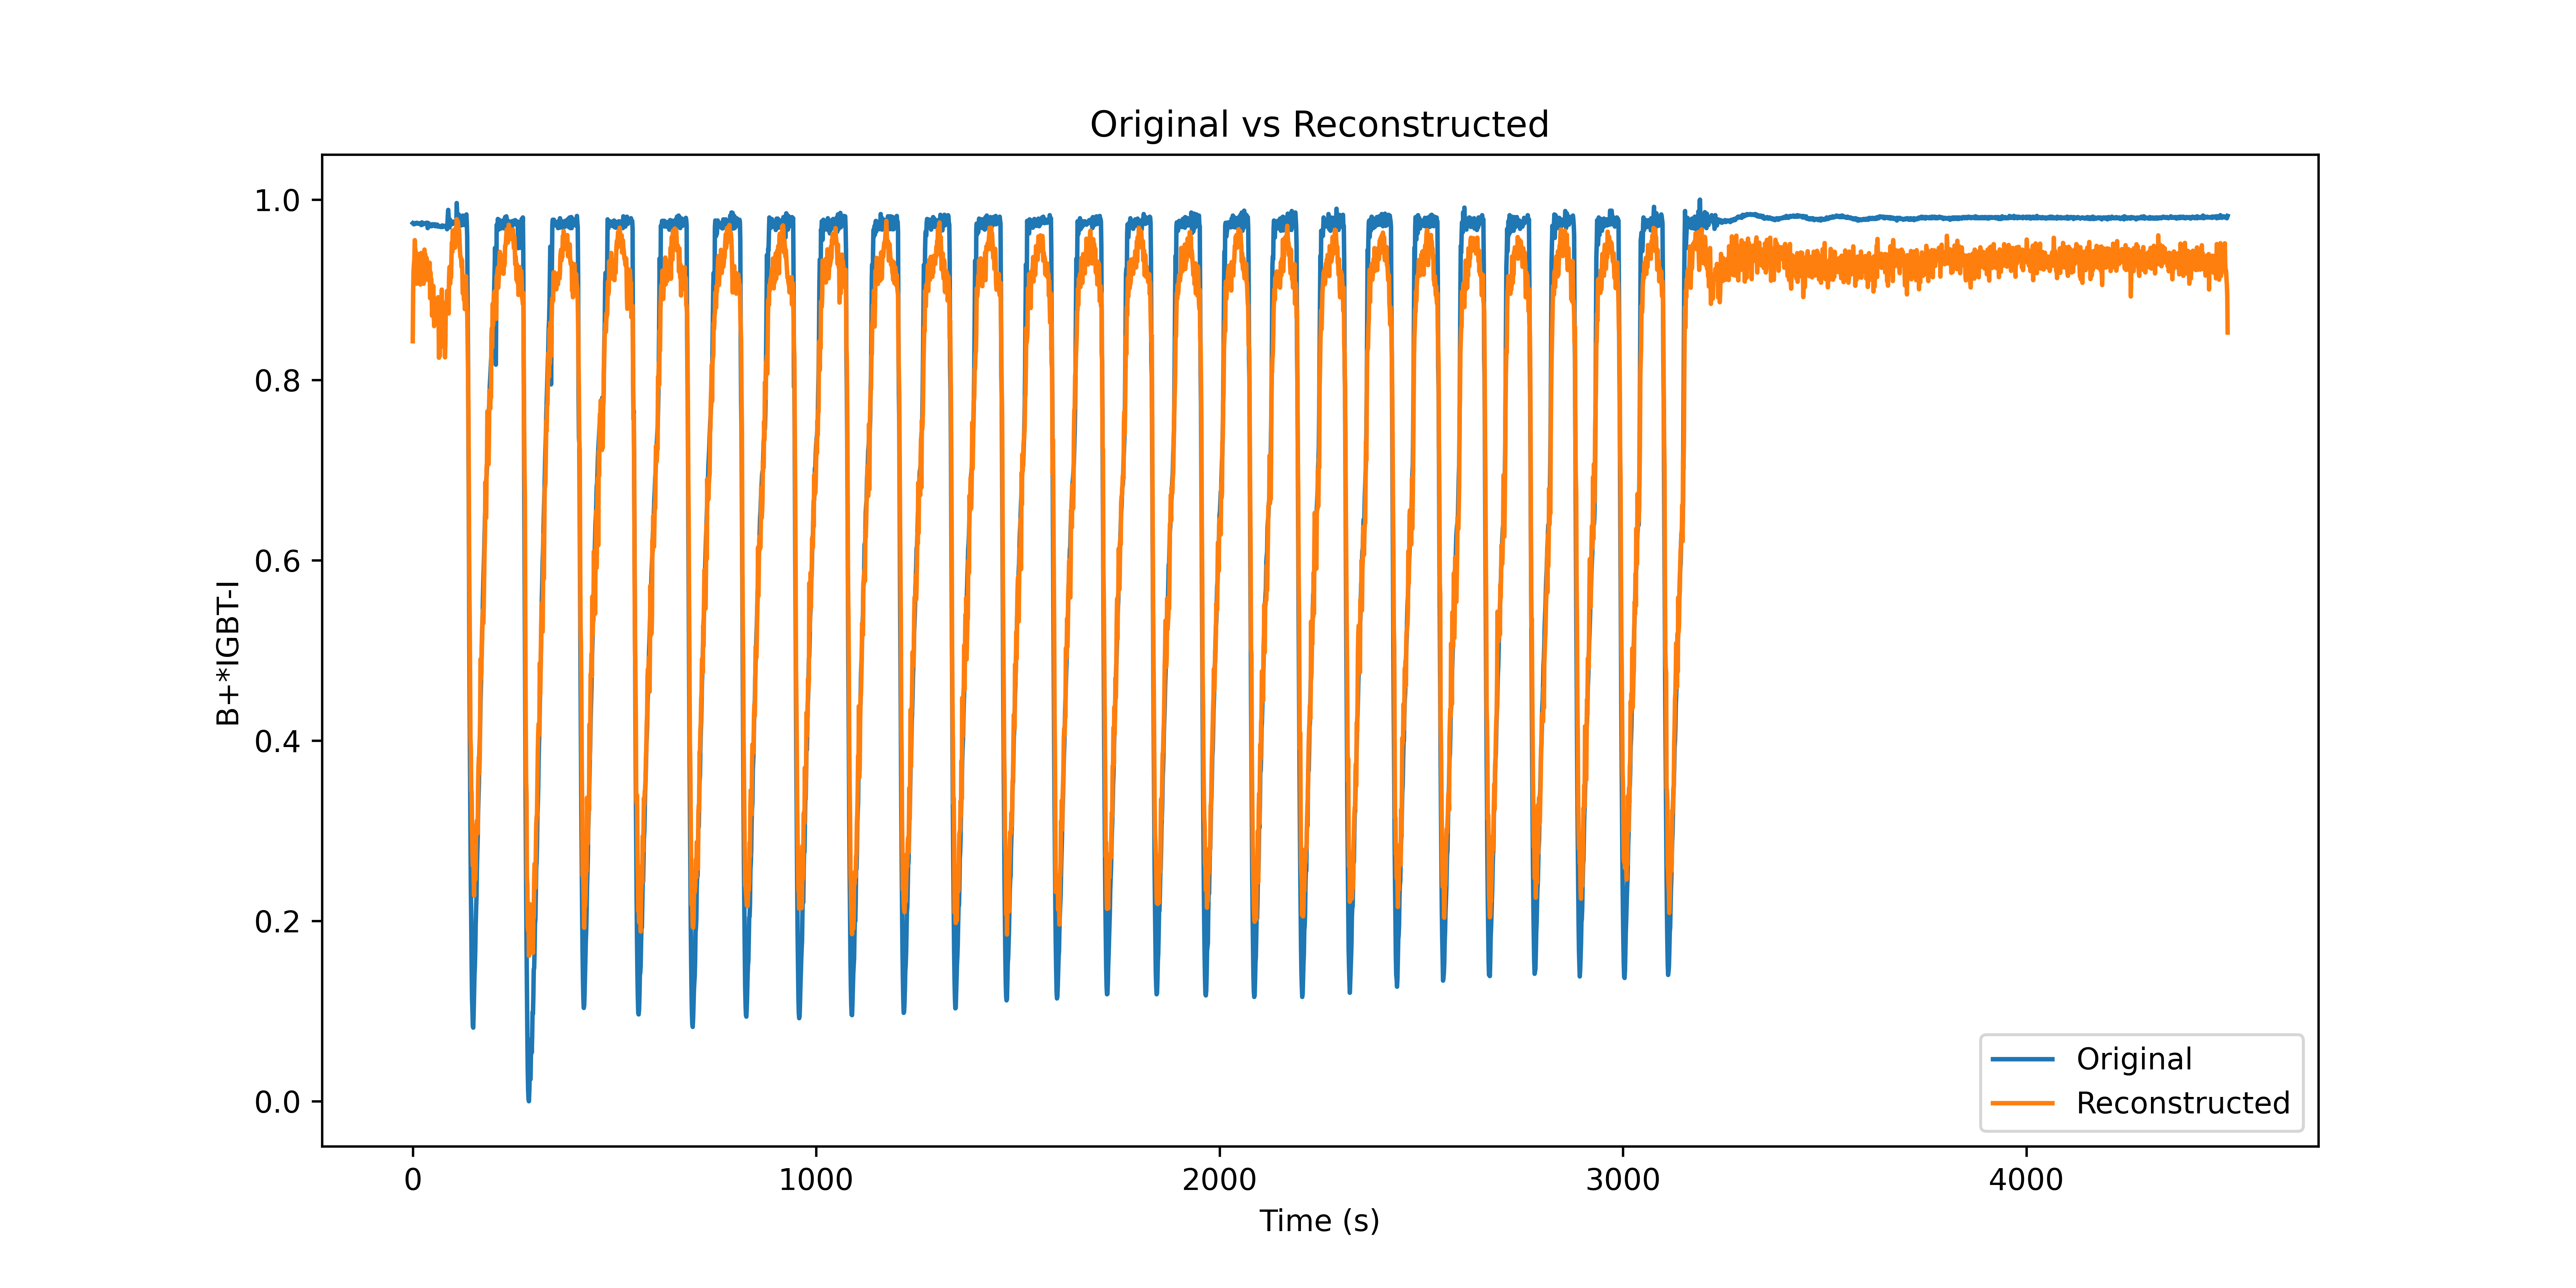 Original vs Reconstructed
1.0
0.8
0.6
0.4
0.2
0.0
B+*IGBT-I
0
1000
2000
3000
4000
Time (s)
Original
Reconstructed